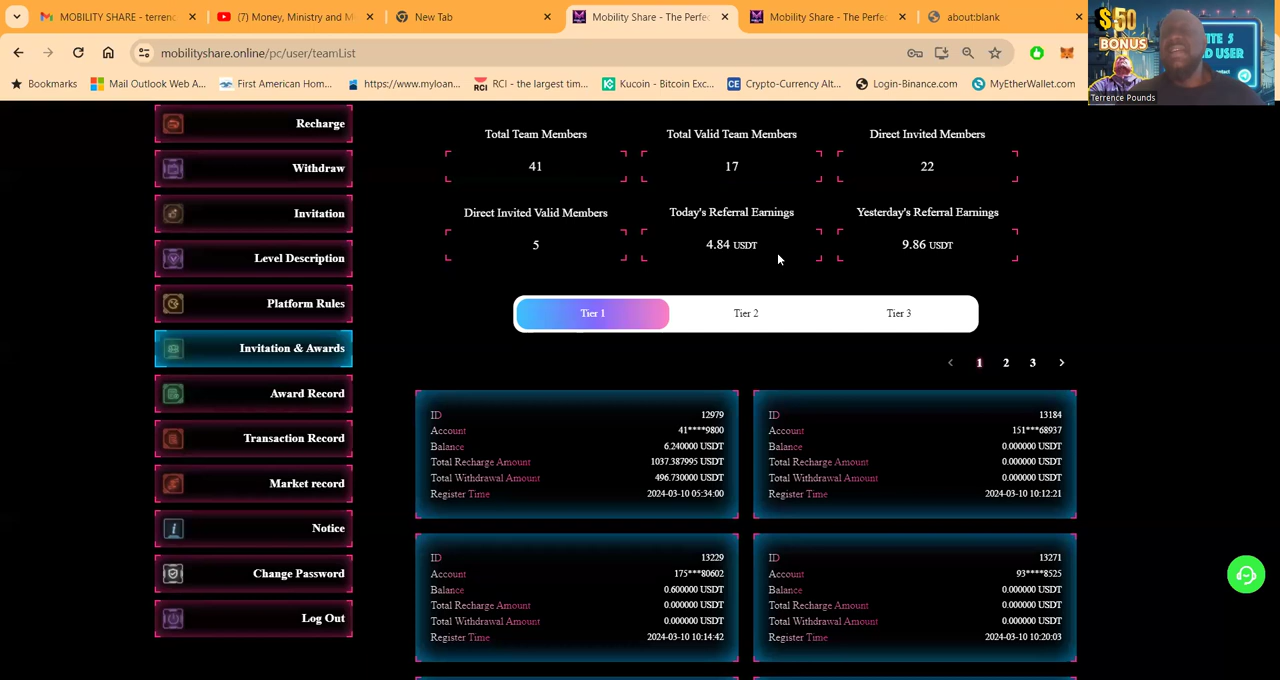 MOBILITY SHARE - terrenc
(7) Money, Ministry and M
New Tab
Mobility Share - The Perfec
Mobility Share - The Perfec
about:blank
mobilityshare.online/pc/user/teamList
Bookmarks
Mail Outlook Web A...
First American Hom...
https://www.myloan...
RCI - the largest tim...
Kucoin - Bitcoin Exc...
Crypto-Currency Alt...
Login-Binance.com
MyEtherWallet.com
$50
BONUS
ITE 5
D USER
Terrence Pounds
Recharge
Withdraw
Invitation
Level Description
Platform Rules
Invitation & Awards
Award Record
Transaction Record
Market record
Notice
Change Password
Log Out
Total Team Members
Total Valid Team Members
Direct Invited Members
41
17
22
Direct Invited Valid Members
Today's Referral Earnings
Yesterday's Referral Earnings
5
4.84 USDT
9.86 USDT
Tier 1
Tier 2
Tier 3
< 1 2 3 >
ID 12979
Account 41****9800
Balance 6.240000 USDT
Total Recharge Amount 1037.387995 USDT
Total Withdrawal Amount 496.730000 USDT
Register Time 2024-03-10 05:34:00
ID 13184
Account 151***68937
Balance 0.000000 USDT
Total Recharge Amount 0.000000 USDT
Total Withdrawal Amount 0.000000 USDT
Register Time 2024-03-10 10:12:21
ID 13229
Account 175***80602
Balance 0.600000 USDT
Total Recharge Amount 0.000000 USDT
Total Withdrawal Amount 0.000000 USDT
Register Time 2024-03-10 10:14:42
ID 13271
Account 93****8525
Balance 0.000000 USDT
Total Recharge Amount 0.000000 USDT
Total Withdrawal Amount 0.000000 USDT
Register Time 2024-03-10 10:20:03